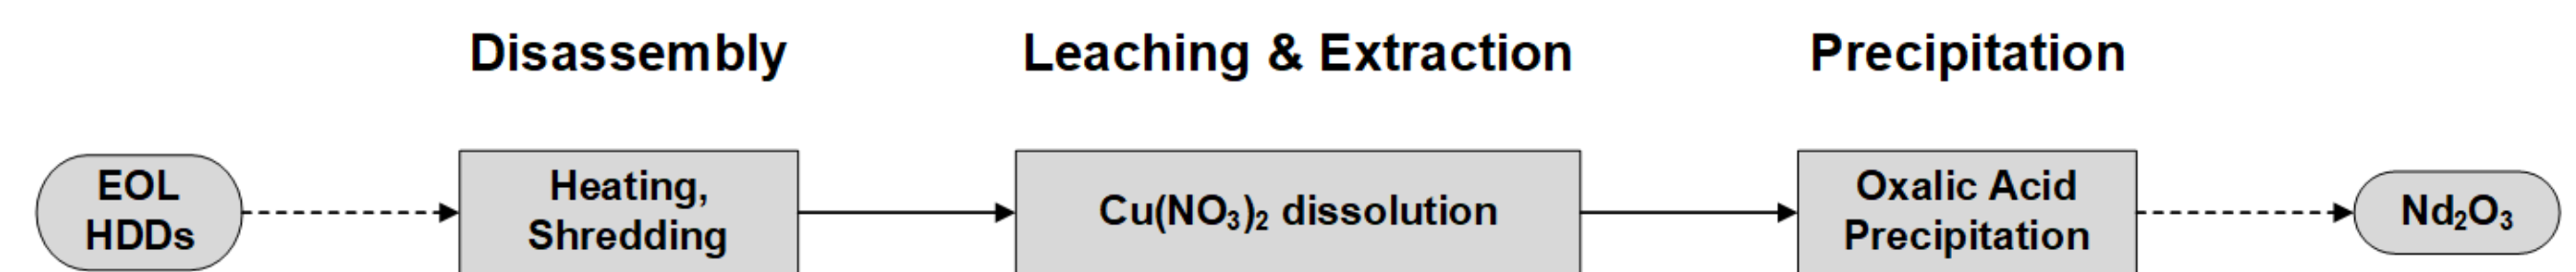 Disassembly
Leaching & Extraction
Precipitation
EOL
HDDs
Heating,
Shredding
Cu(NO₃)₂ dissolution
Oxalic Acid
Precipitation
Nd₂O₃